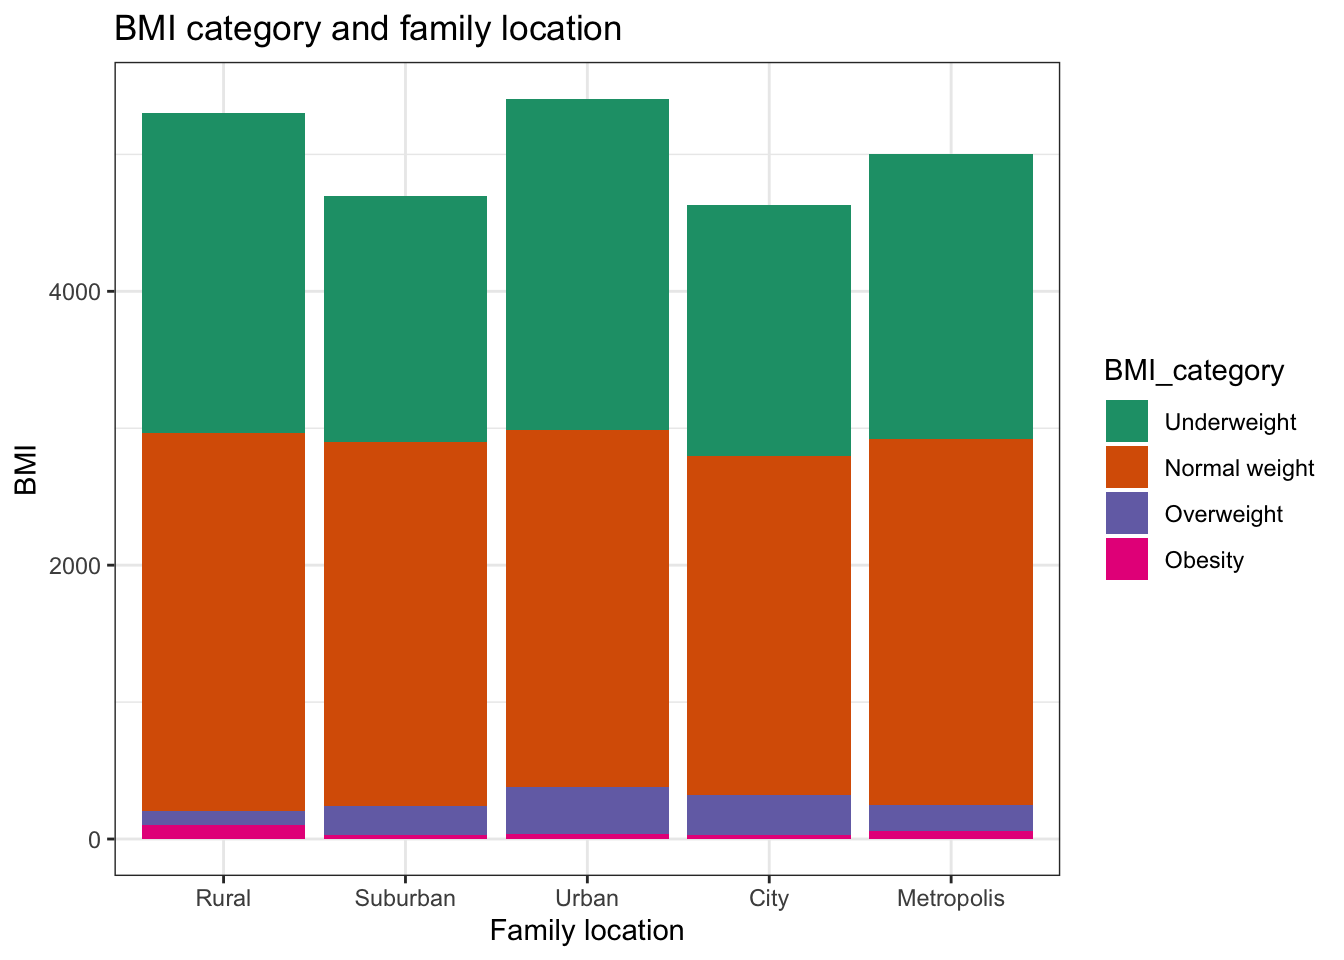 BMI category and family location
BMI
4000
2000
0
Rural Suburban Urban City Metropolis
Family location
BMI_category
Underweight
Normal weight
Overweight
Obesity